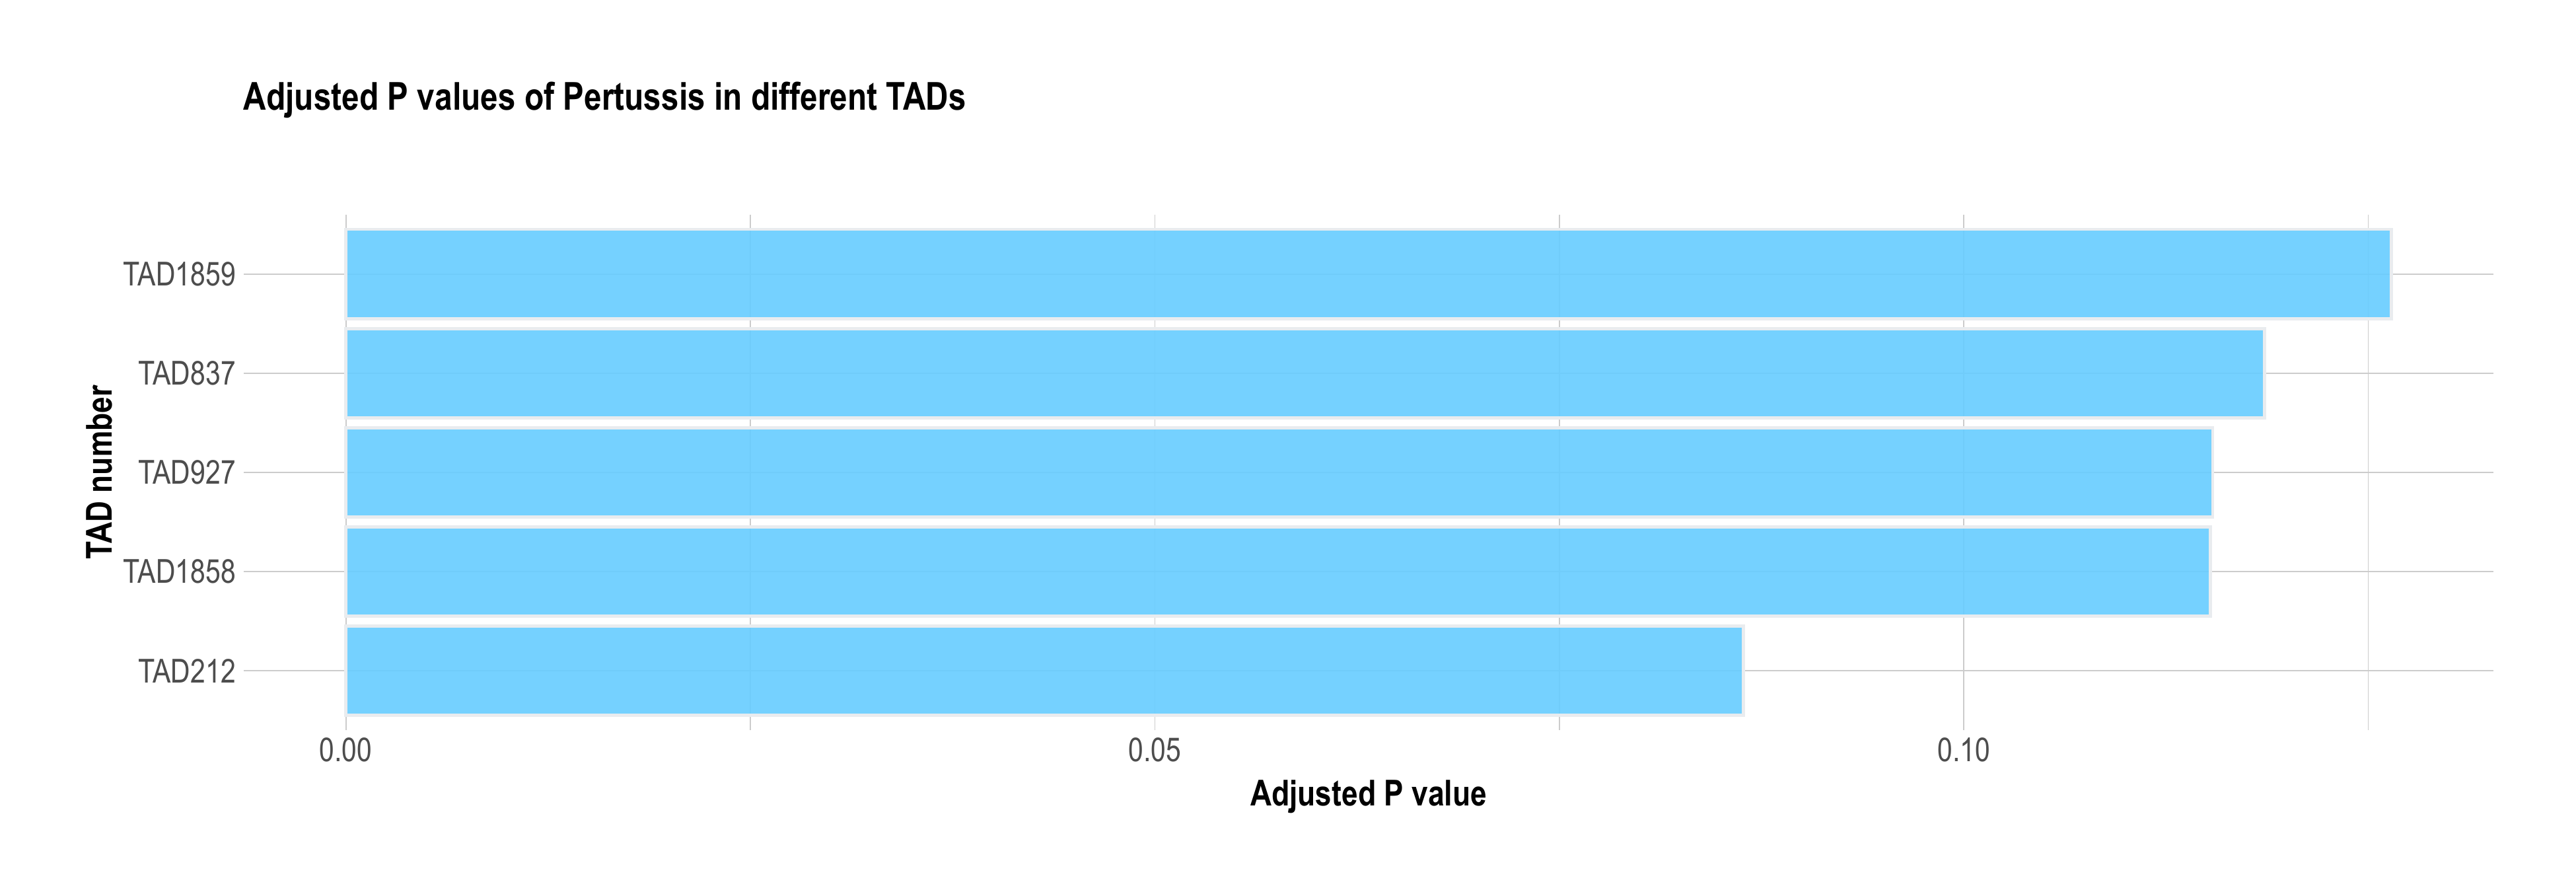 Adjusted P values of Pertussis in different TADs
TAD1859
TAD837
TAD927
TAD1858
TAD212
TAD number
0.00
0.05
0.10
Adjusted P value